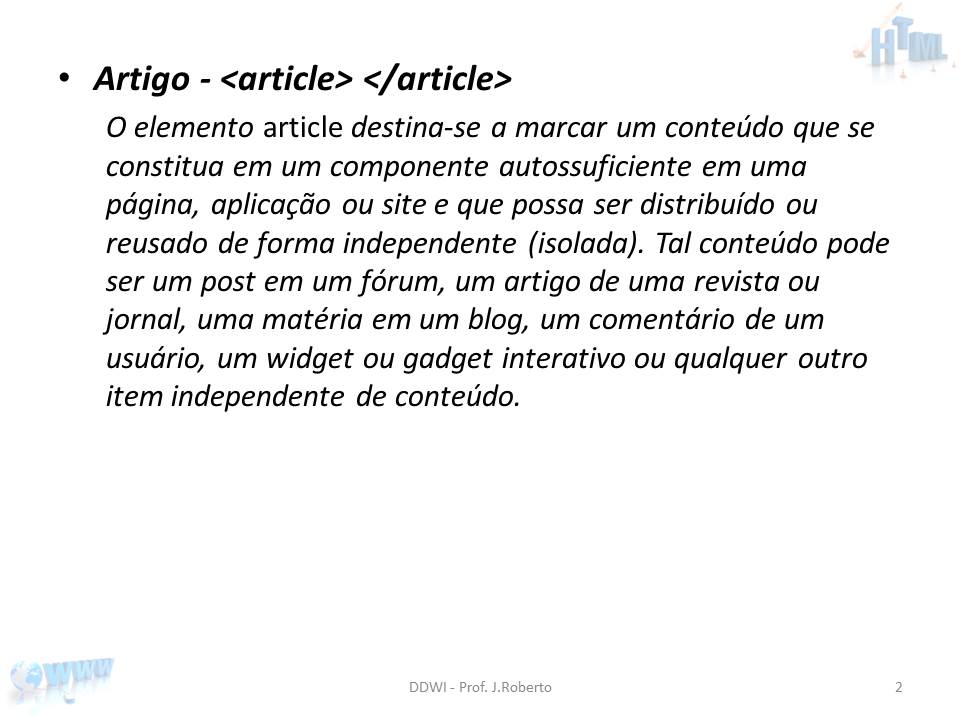 HTML
• Artigo - <article> </article>
O elemento article destina-se a marcar um conteúdo que se
constitua em um componente autossuficiente em uma
página, aplicação ou site e que possa ser distribuído ou
reusado de forma independente (isolada). Tal conteúdo pode
ser um post em um fórum, um artigo de uma revista ou
jornal, uma matéria em um blog, um comentário de um
usuário, um widget ou gadget interativo ou qualquer outro
item independente de conteúdo.
WWW
DDWI - Prof. J.Roberto
2